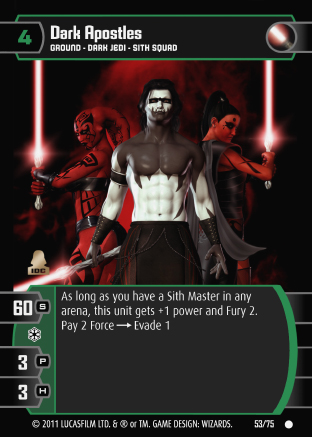 4
Dark Apostles
GROUND - DARK JEDI - SITH SQUAD
IDC
60 S
As long as you have a Sith Master in any
arena, this unit gets +1 power and Fury 2.
Pay 2 Force → Evade 1
3 P
3 H
© 2011 LUCASFILM LTD. & ® or TM. GAME DESIGN: WIZARDS. 53/75